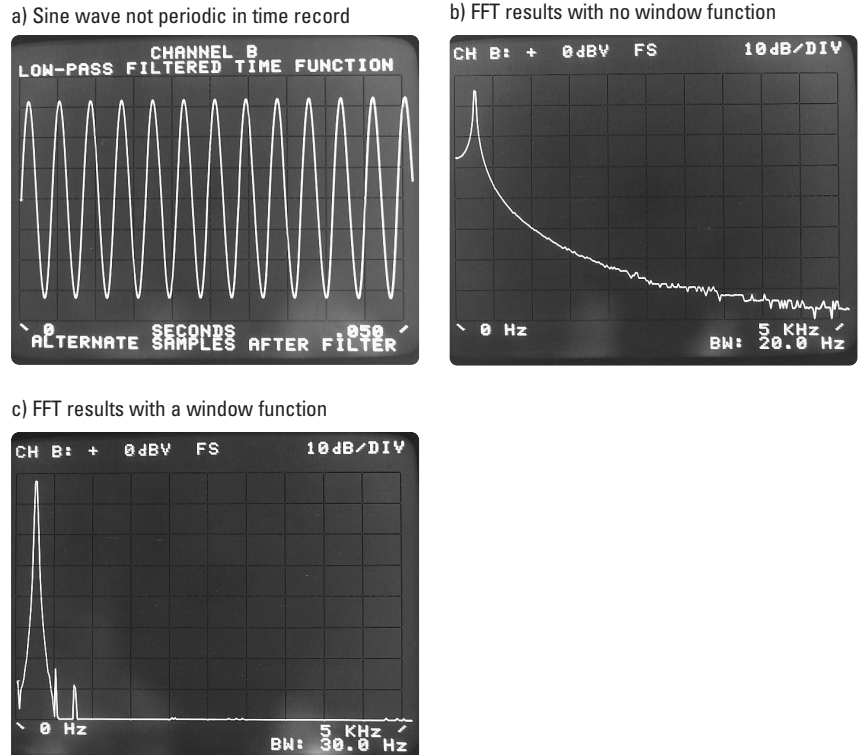 a) Sine wave not periodic in time record
CHANNEL B
LOW-PASS FILTERED TIME FUNCTION
0 SECONDS .050
ALTERNATE SAMPLES AFTER FILTER
b) FFT results with no window function
CH B: + 0dBV FS 10dB/DIV
0 Hz 5 KHz
BW: 20.0 Hz
c) FFT results with a window function
CH B: + 0dBV FS 10dB/DIV
0 Hz 5 KHz
BW: 30.0 Hz